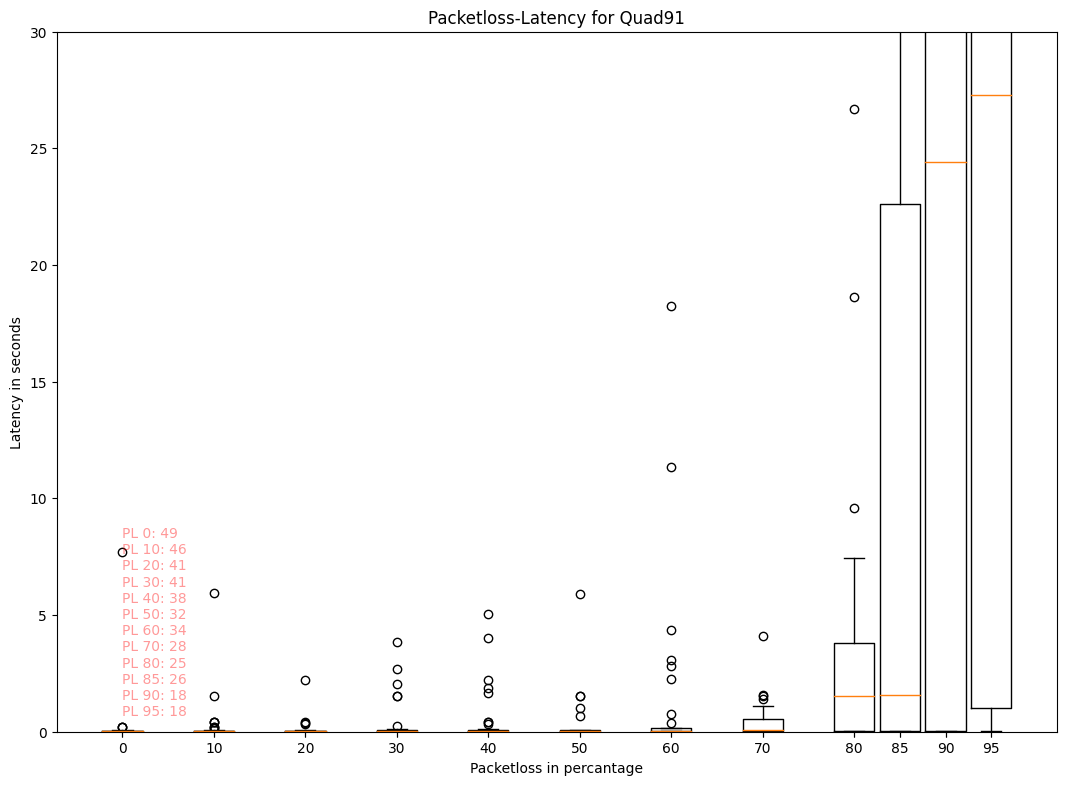 Packetloss-Latency for Quad91
30
25
20
15
10
5
0
Latency in seconds
PL 0: 49
PL 10: 46
PL 20: 41
PL 30: 41
PL 40: 38
PL 50: 32
PL 60: 34
PL 70: 28
PL 80: 25
PL 85: 26
PL 90: 18
PL 95: 18
0 10 20 30 40 50 60 70 80 85 90 95
Packetloss in percantage